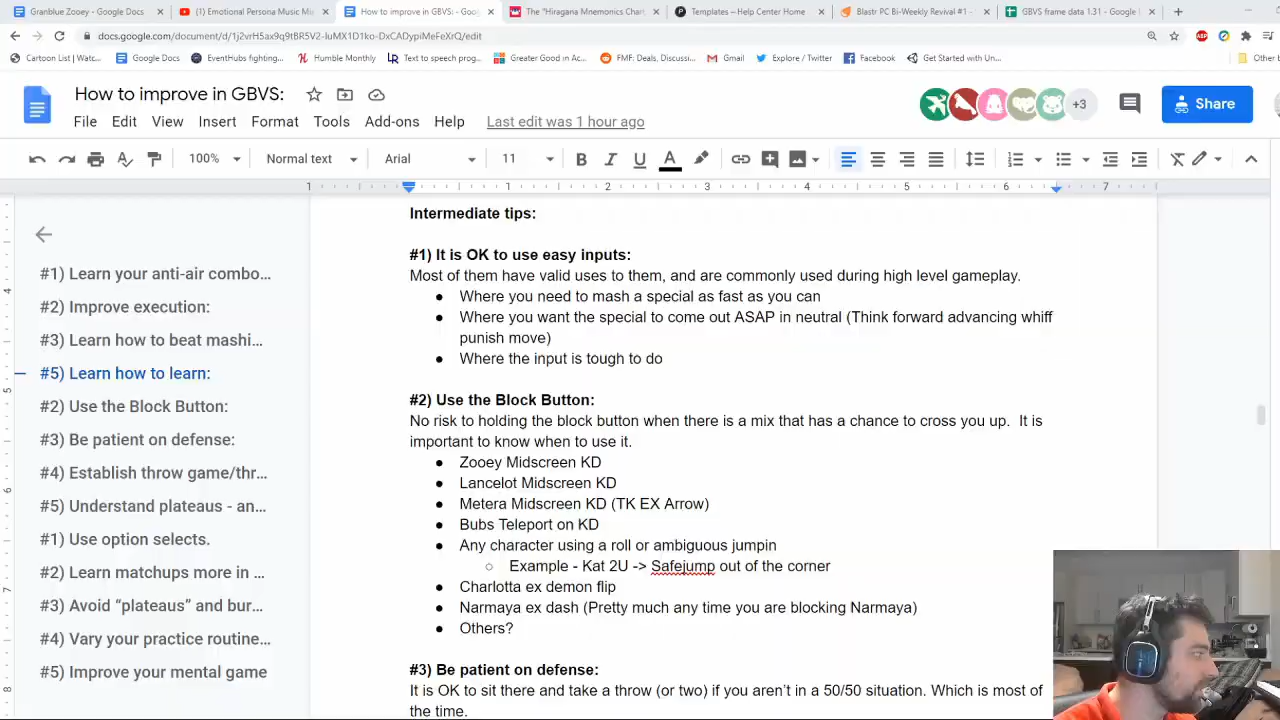 Granblue Zooey - Google Docs
(1) Emotional Persona Music Mi
How to improve in GBVS: - Goo
The "Hiragana Mnemonics Chart
Templates – Help Center Home
Blastr PC Bi-Weekly Revival #1 -
GBVS frame data 1.31 - Google
docs.google.com/document/d/1j2vrH5ax9q9tBR5V2-IuMX1D1ko-DxCADypiMeFeXrQ/edit
Cartoon List | Watc...
Google Docs
EventHubs fighting...
Humble Monthly
Text to speech prog...
Greater Good in Ac...
FMF: Deals, Discussi...
Gmail
Explore / Twitter
Facebook
Get Started with Un...
Other b
How to improve in GBVS:
+3
Share
File Edit View Insert Format Tools Add-ons Help Last edit was 1 hour ago
100% Normal text Arial 11 B I U A
1 1 2 3 4 5 6 7
#1) Learn your anti-air combo...
#2) Improve execution:
#3) Learn how to beat mashi...
#5) Learn how to learn:
#2) Use the Block Button:
#3) Be patient on defense:
#4) Establish throw game/thr...
#5) Understand plateaus - an...
#1) Use option selects.
#2) Learn matchups more in ...
#3) Avoid “plateaus” and bur...
#4) Vary your practice routine...
#5) Improve your mental game
4
5
6
7
8
Intermediate tips:
#1) It is OK to use easy inputs:
Most of them have valid uses to them, and are commonly used during high level gameplay.
● Where you need to mash a special as fast as you can
● Where you want the special to come out ASAP in neutral (Think forward advancing whiff
punish move)
● Where the input is tough to do
#2) Use the Block Button:
No risk to holding the block button when there is a mix that has a chance to cross you up. It is
important to know when to use it.
● Zooey Midscreen KD
● Lancelot Midscreen KD
● Metera Midscreen KD (TK EX Arrow)
● Bubs Teleport on KD
● Any character using a roll or ambiguous jumpin
○ Example - Kat 2U -> Safejump out of the corner
● Charlotta ex demon flip
● Narmaya ex dash (Pretty much any time you are blocking Narmaya)
● Others?
#3) Be patient on defense:
It is OK to sit there and take a throw (or two) if you aren’t in a 50/50 situation. Which is most of
the time.